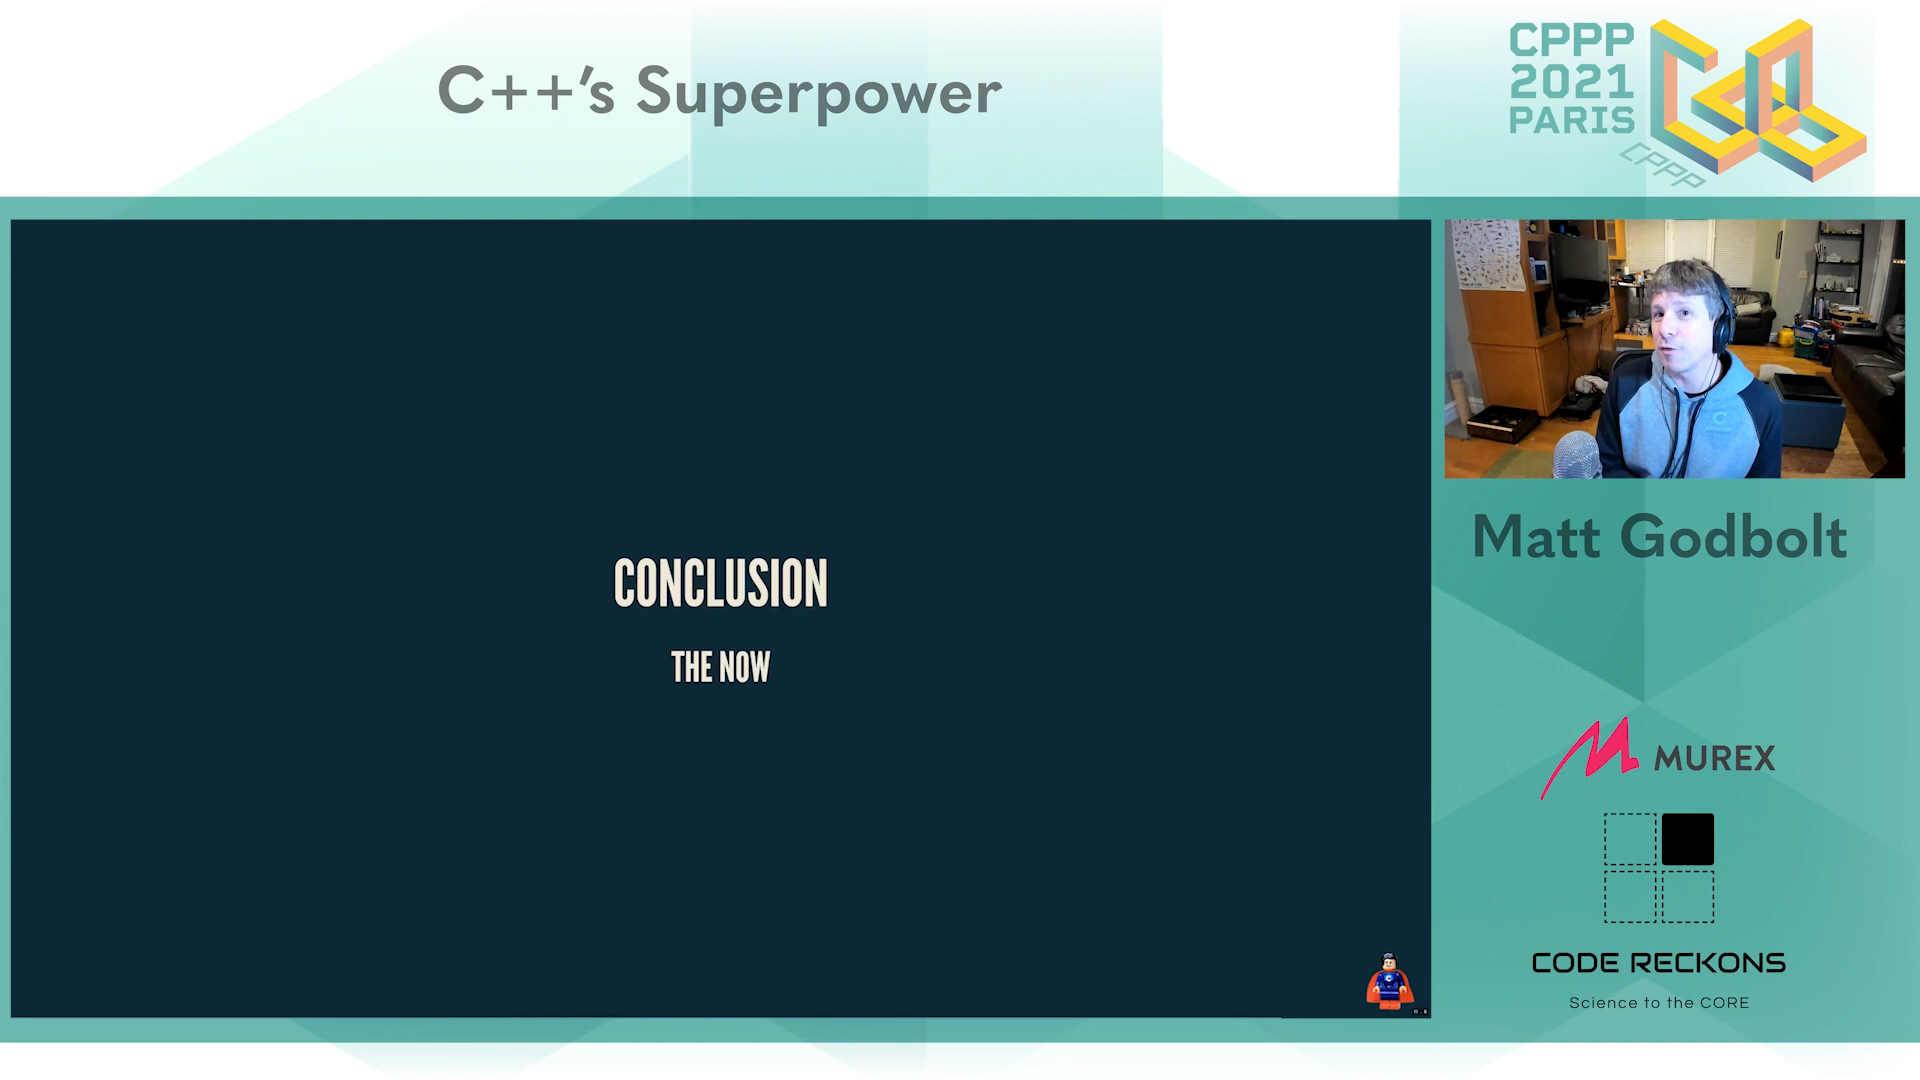 C++’s Superpower
CPPP
2021
PARIS
CPPP
CONCLUSION
THE NOW
Matt Godbolt
MUREX
CODE RECKONS
Science to the CORE